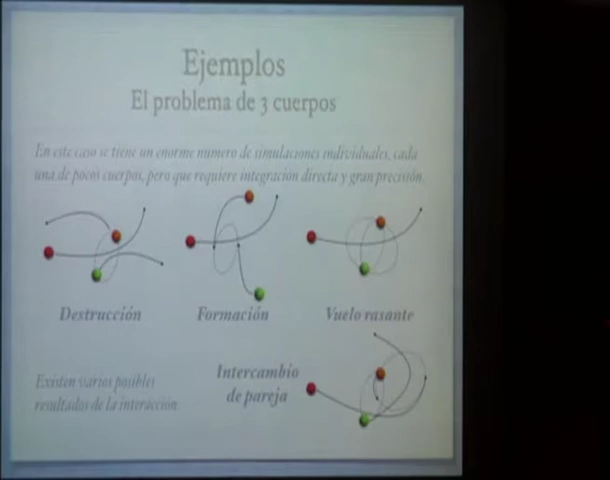 Ejemplos
El problema de 3 cuerpos
En este caso se tiene un enorme numero de simulaciones individuales, cada
una de pocos cuerpos, pero que requiere integración directa y gran precisión.
Destrucción
Formación
Vuelo rasante
Existen varios posibles
resultados de la interacción
Intercambio
de pareja